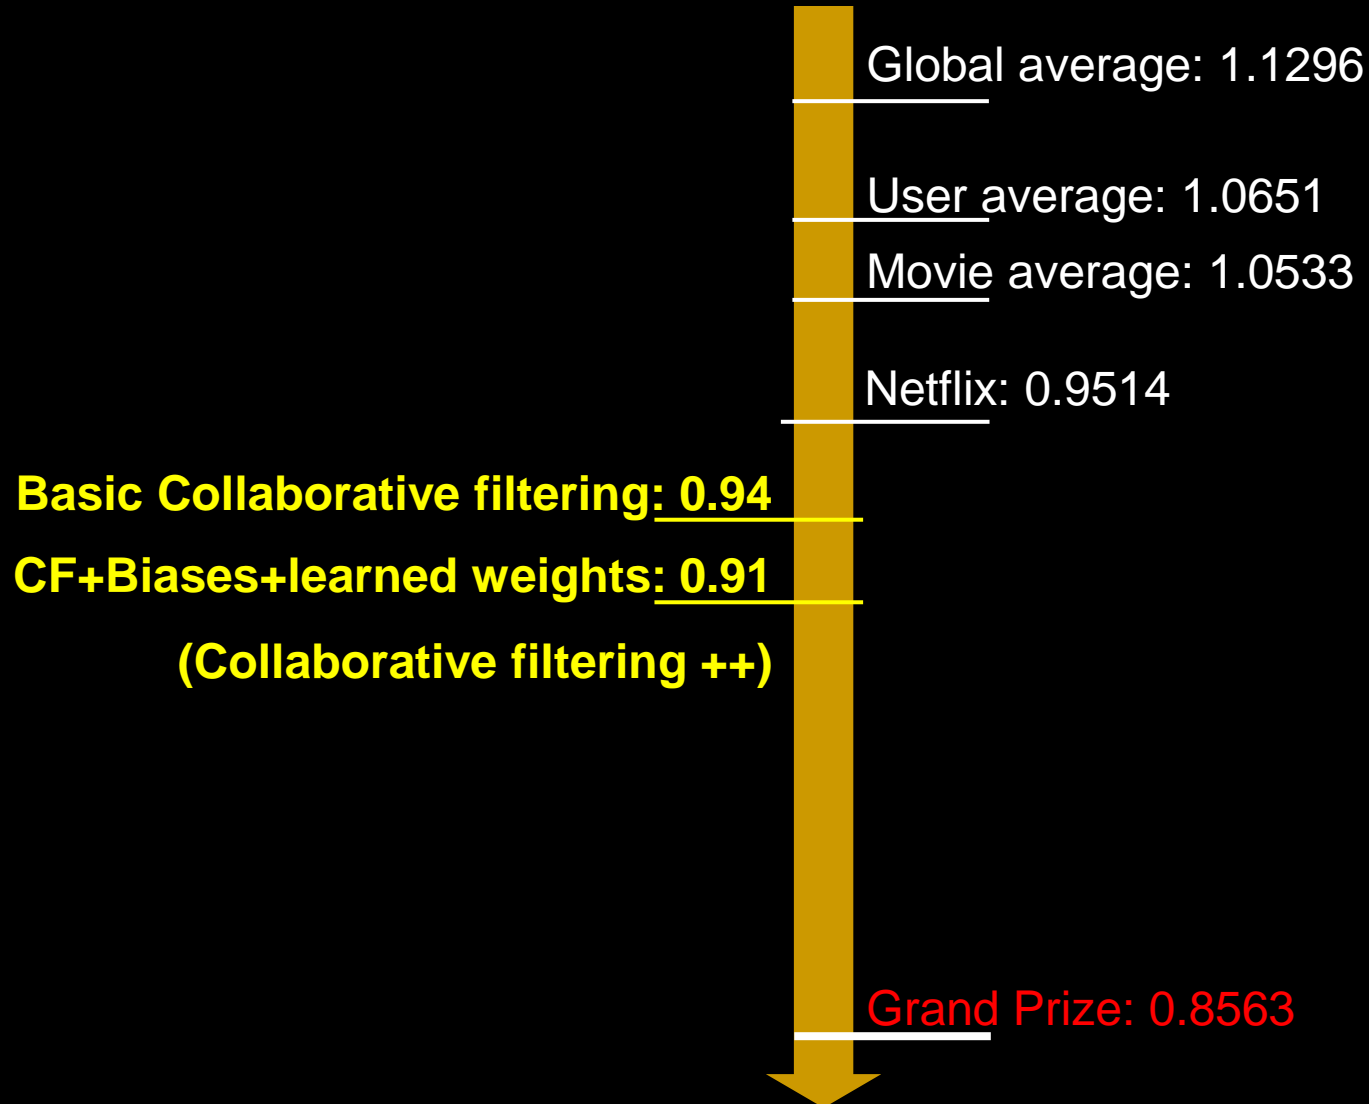 Global average: 1.1296
User average: 1.0651
Movie average: 1.0533
Netflix: 0.9514
Basic Collaborative filtering: 0.94
CF+Biases+learned weights: 0.91
(Collaborative filtering ++)
Grand Prize: 0.8563